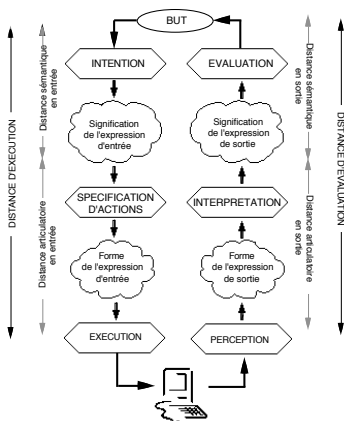 BUT
INTENTION
EVALUATION
Signification
de l'expression
d'entrée
Signification
de l'expression
de sortie
SPECIFICATION
D'ACTIONS
INTERPRETATION
Forme
de l'expression
d'entrée
Forme
de l'expression
de sortie
EXECUTION
PERCEPTION
DISTANCE D'EXECUTION
Distance sémantique
en entrée
Distance articulatoire
en entrée
Distance sémantique
en sortie
Distance articulatoire
en sortie
DISTANCE D'EVALUATION